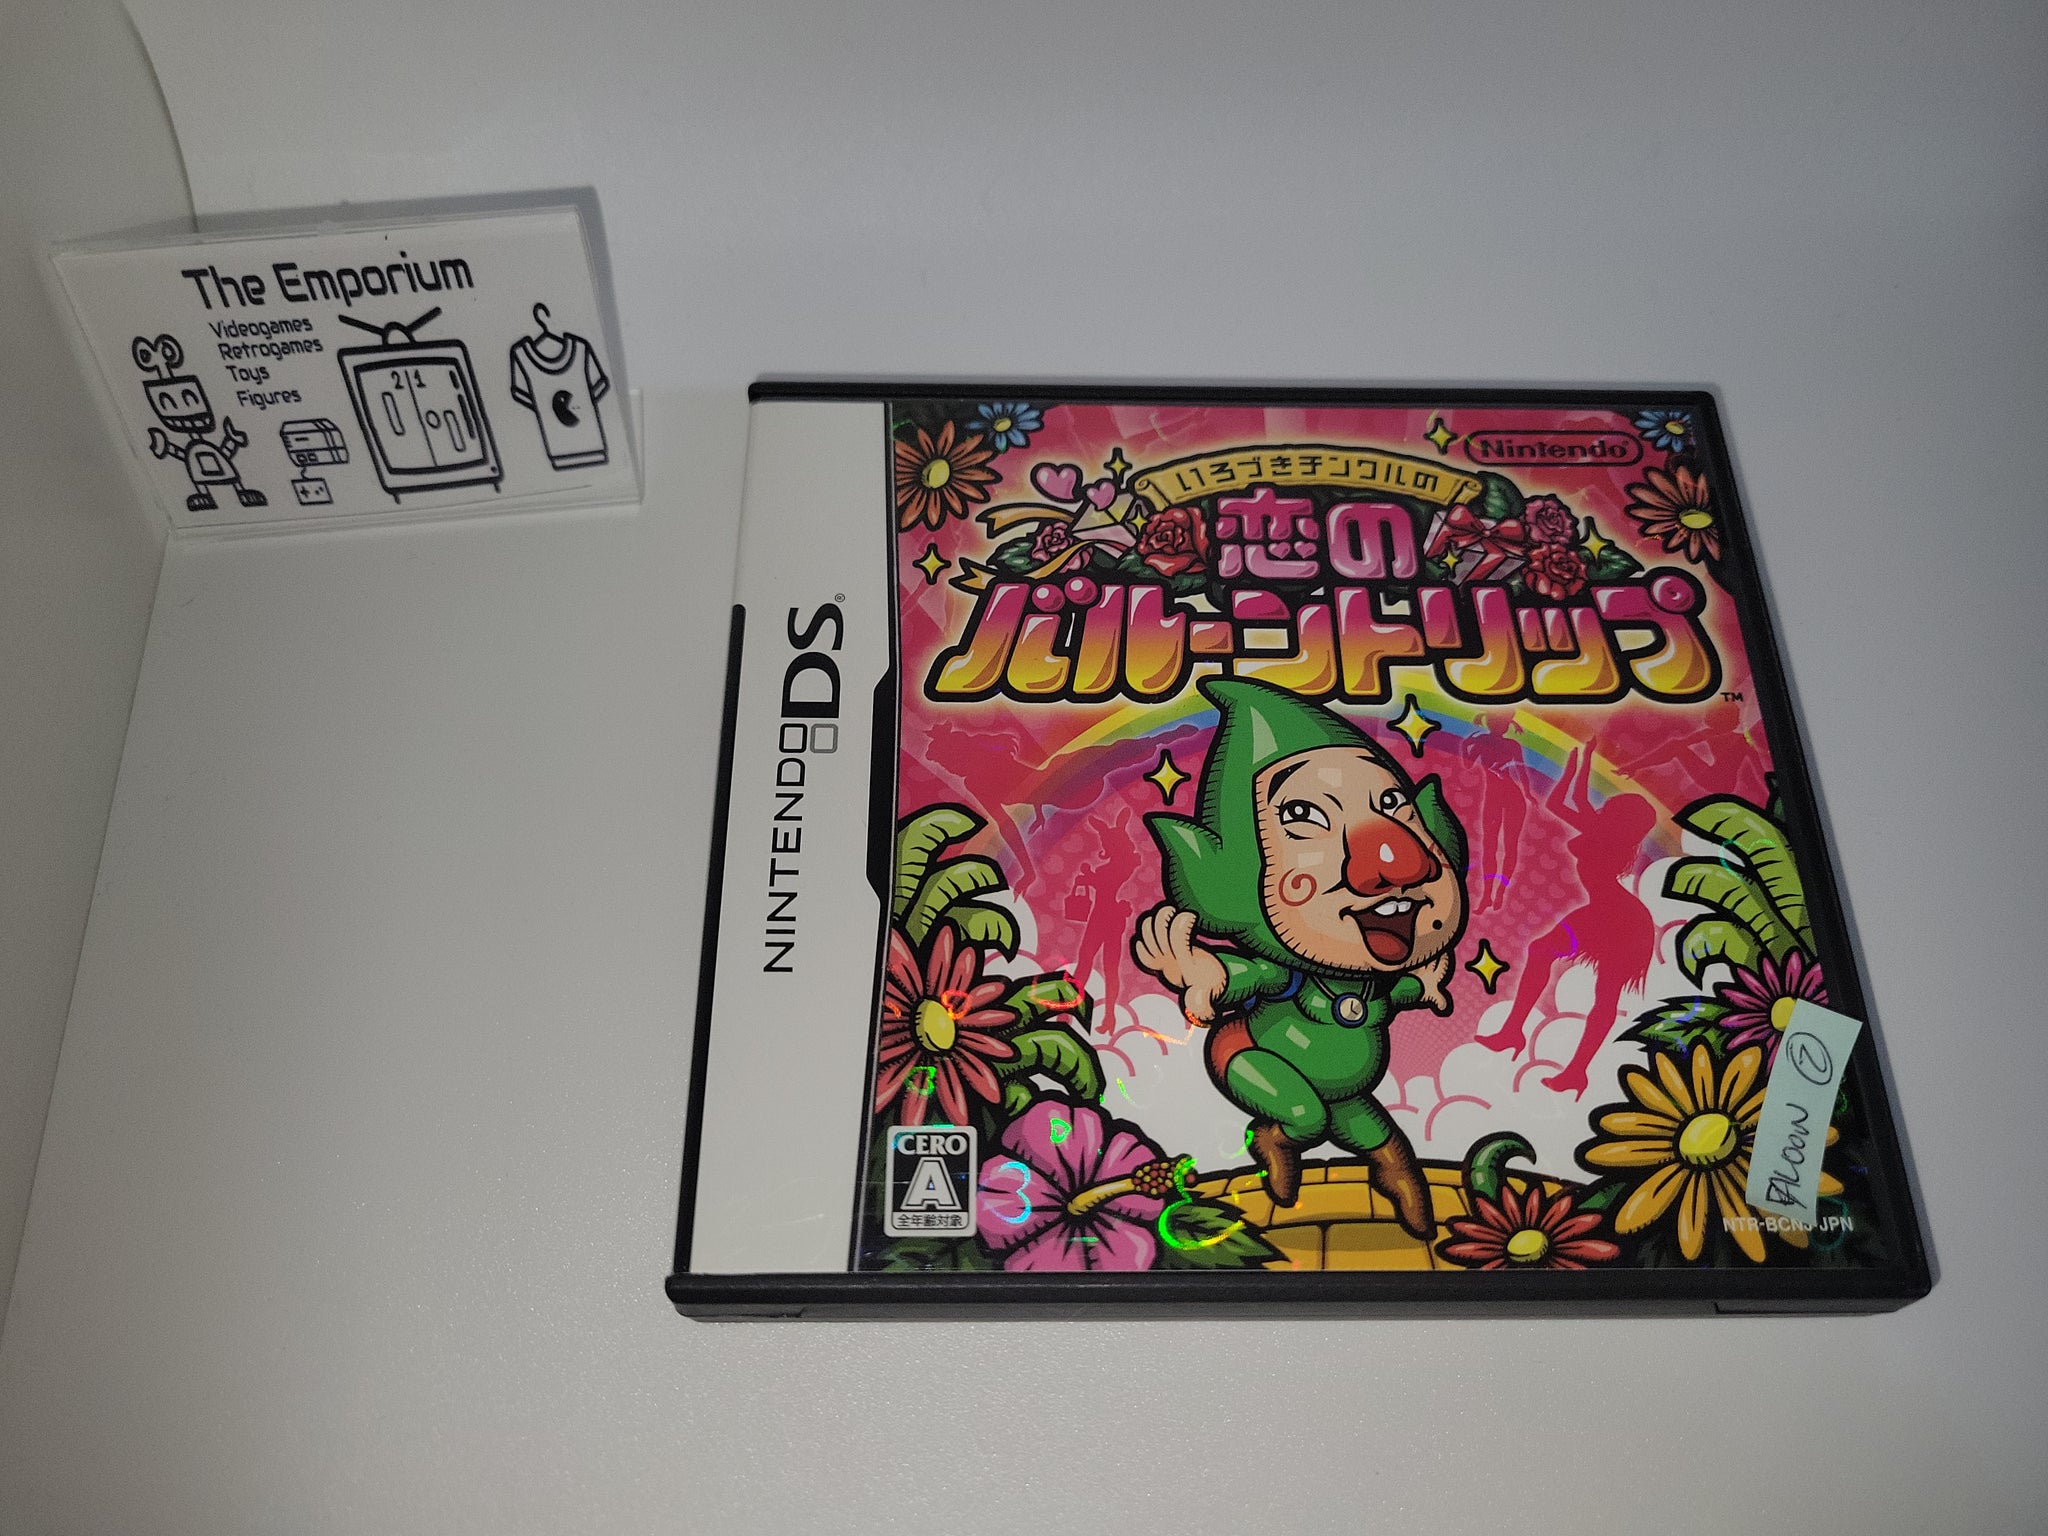 The Emporium
Videogames
Retrogames
Toys
Figures
2 1
Nintendo®
いろづきチンクルの
恋の
バルーントリップ
TM
NINTENDO DS®
CERO
A
全年齢対象
BALOON 2
NTR-BCNJ-JPN